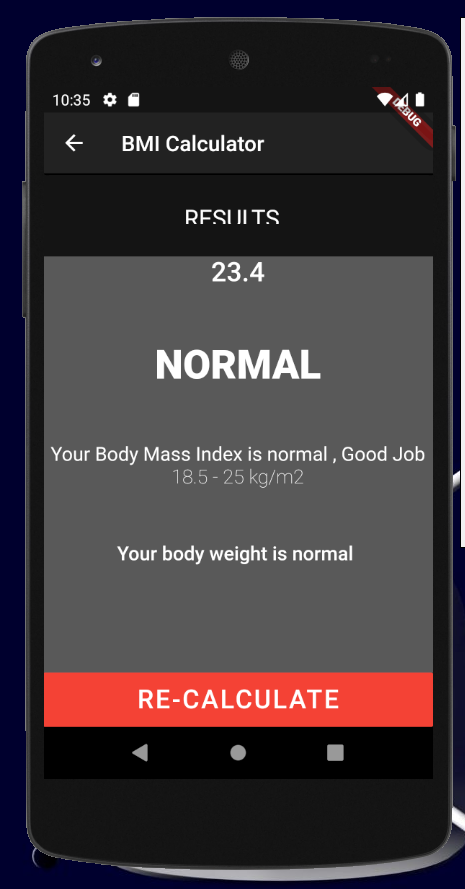 10:35
DEBUG
BMI Calculator
RESULTS
23.4
NORMAL
Your Body Mass Index is normal , Good Job
18.5 - 25 kg/m2
Your body weight is normal
RE-CALCULATE